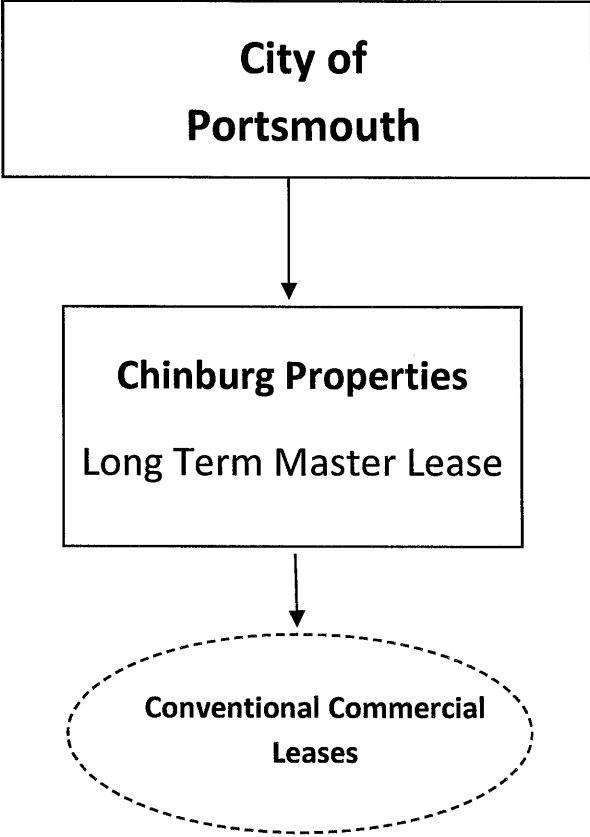 City of
Portsmouth
Chinburg Properties
Long Term Master Lease
Conventional Commercial
Leases